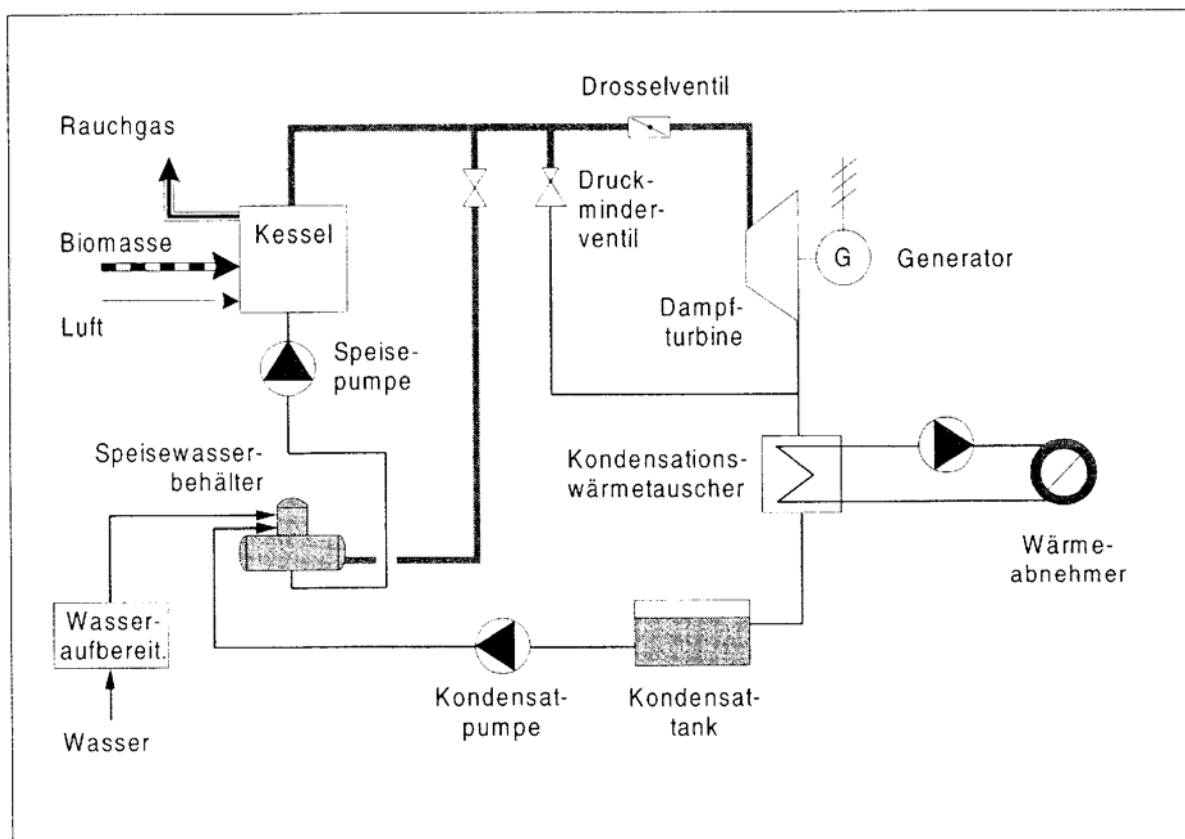 Drosselventil
Rauchgas
Druck-
minder-
ventil
Kessel
Biomasse
G
Generator
Luft
Dampf-
turbine
Speise-
pumpe
Speisewasser-
behälter
Kondensations-
wärmetauscher
Wärme-
abnehmer
Wasser-
aufbereit.
Kondensat-
pumpe
Kondensat-
tank
Wasser